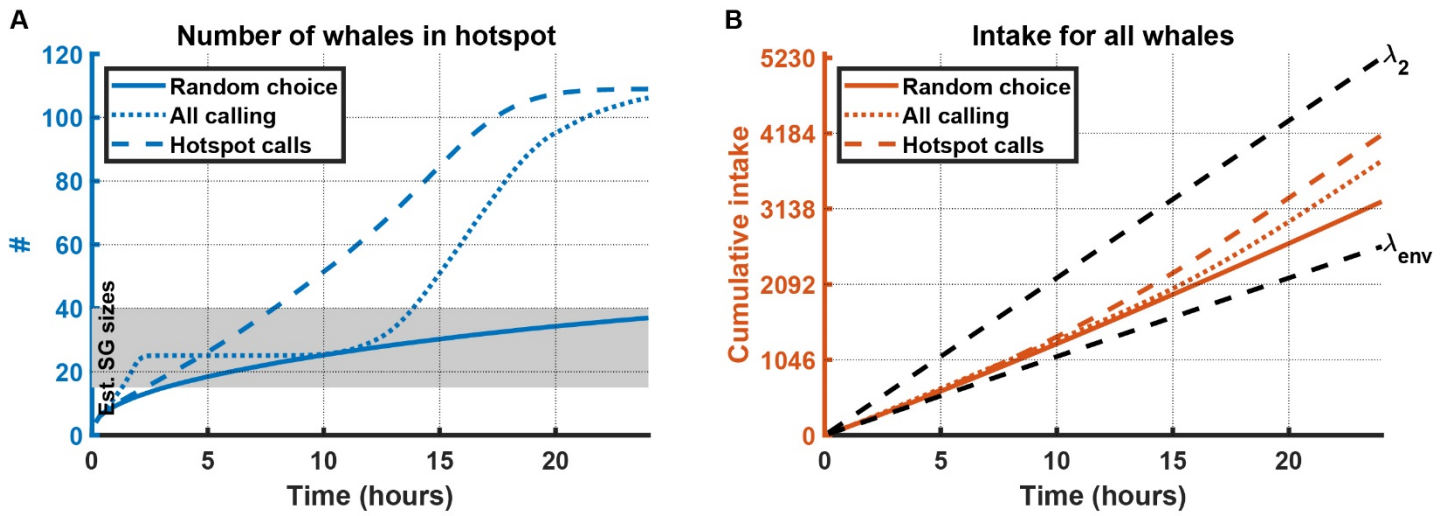 A
Number of whales in hotspot
120
100
80
60
40
20
0
#
Random choice
All calling
Hotspot calls
Est. SG sizes
0 5 10 15 20
Time (hours)
B
Intake for all whales
5230
4184
3138
2092
1046
0
Cumulative intake
Random choice
All calling
Hotspot calls
λ2
λenv
0 5 10 15 20
Time (hours)